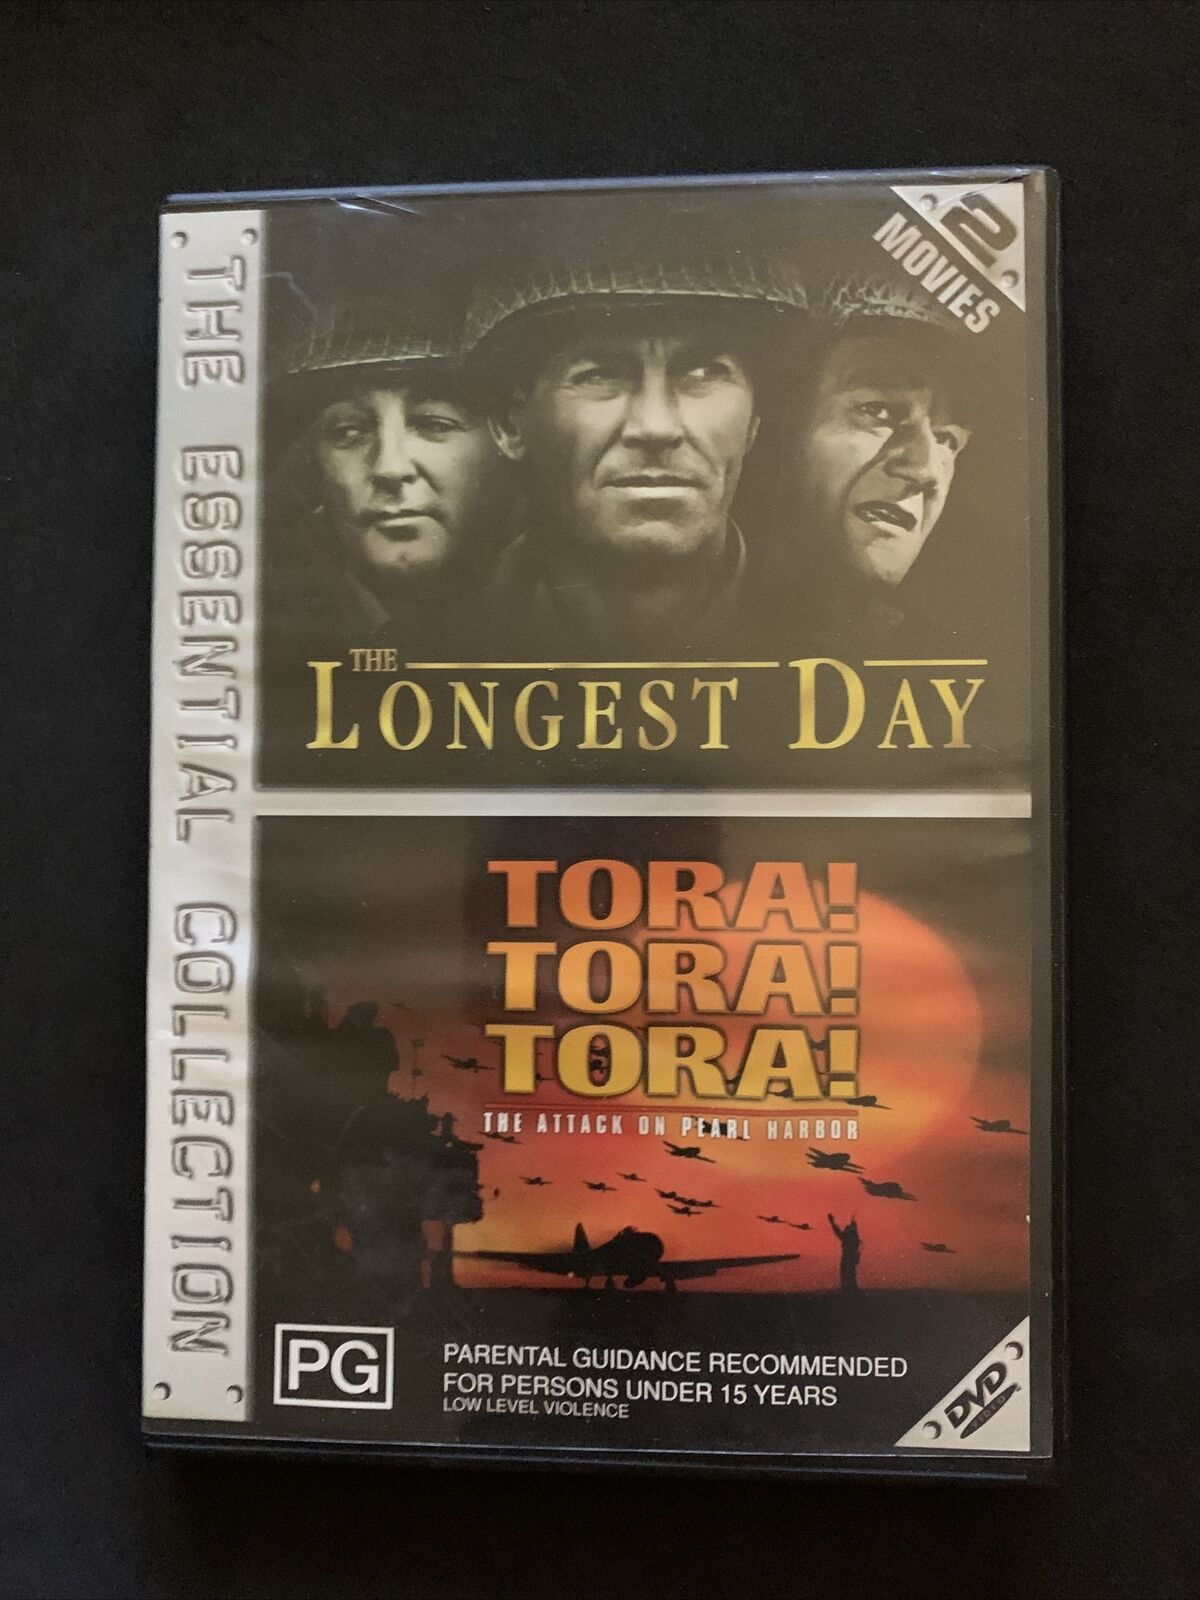 THE ESSENTIAL COLLECTION
2
MOVIES
THE
LONGEST DAY
TORA!
TORA!
TORA!
THE ATTACK ON PEARL HARBOR
PG
PARENTAL GUIDANCE RECOMMENDED
FOR PERSONS UNDER 15 YEARS
LOW LEVEL VIOLENCE
DVD
VIDEO